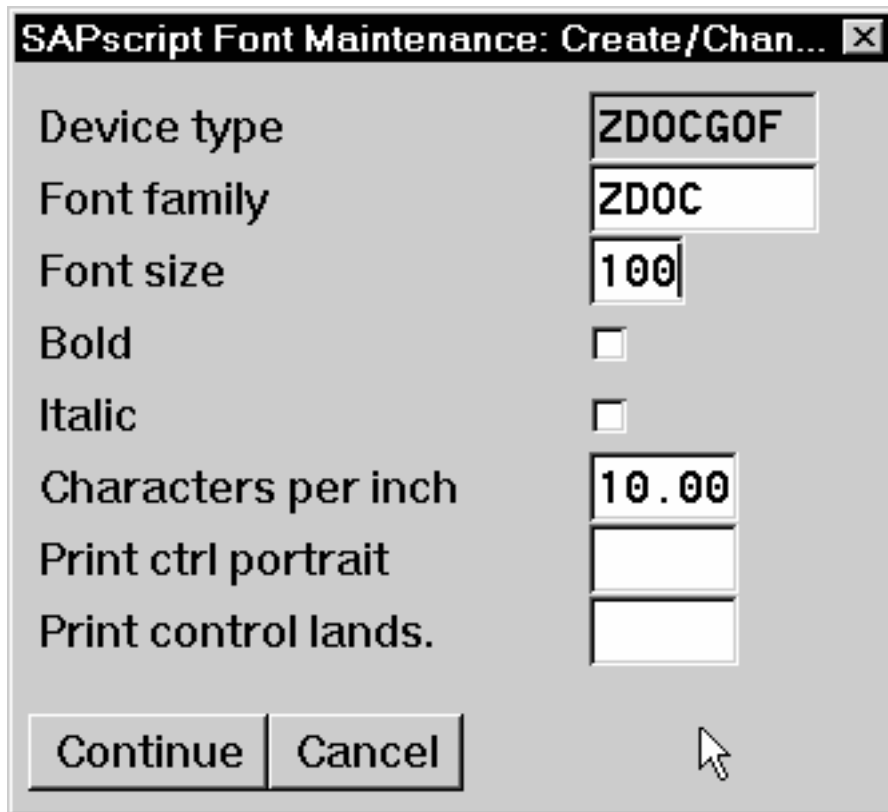 SAPscript Font Maintenance: Create/Chan...
Device type ZDOCGOF
Font family ZDOC
Font size 100
Bold
Italic
Characters per inch 10.00
Print ctrl portrait
Print control lands.
Continue Cancel